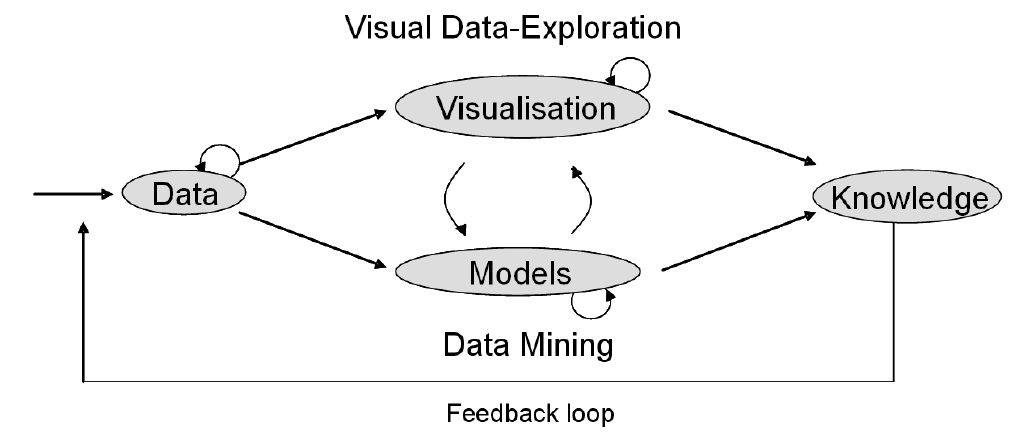 Visual Data-Exploration
Visualisation
Data
Knowledge
Models
Data Mining
Feedback loop